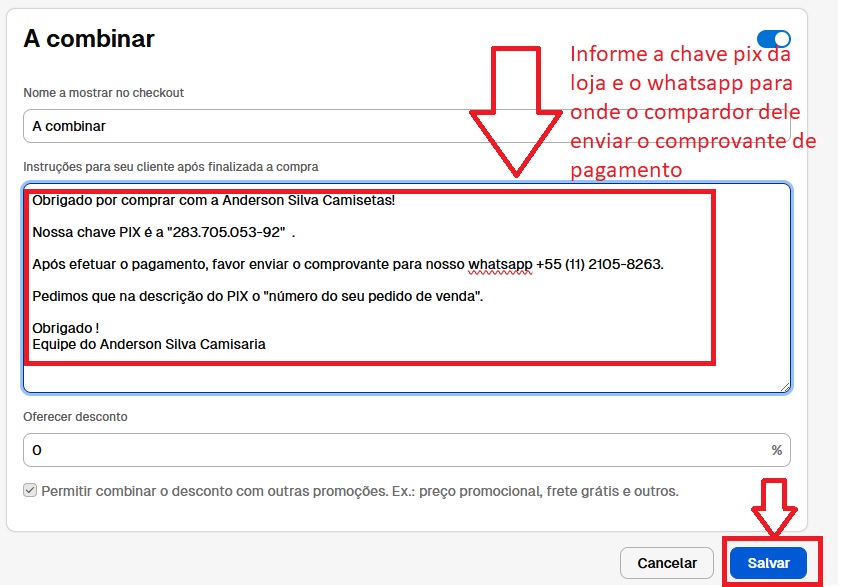 A combinar
Informe a chave pix da
loja e o whatsapp para
onde o compardor dele
enviar o comprovante de
pagamento
Nome a mostrar no checkout
A combinar
Instruções para seu cliente após finalizada a compra
Obrigado por comprar com a Anderson Silva Camisetas!
Nossa chave PIX é a "283.705.053-92" .
Após efetuar o pagamento, favor enviar o comprovante para nosso whatsapp +55 (11) 2105-8263.
Pedimos que na descrição do PIX o "número do seu pedido de venda".
Obrigado !
Equipe do Anderson Silva Camisaria
Oferecer desconto
0 %
Permitir combinar o desconto com outras promoções. Ex.: preço promocional, frete grátis e outros.
Cancelar Salvar